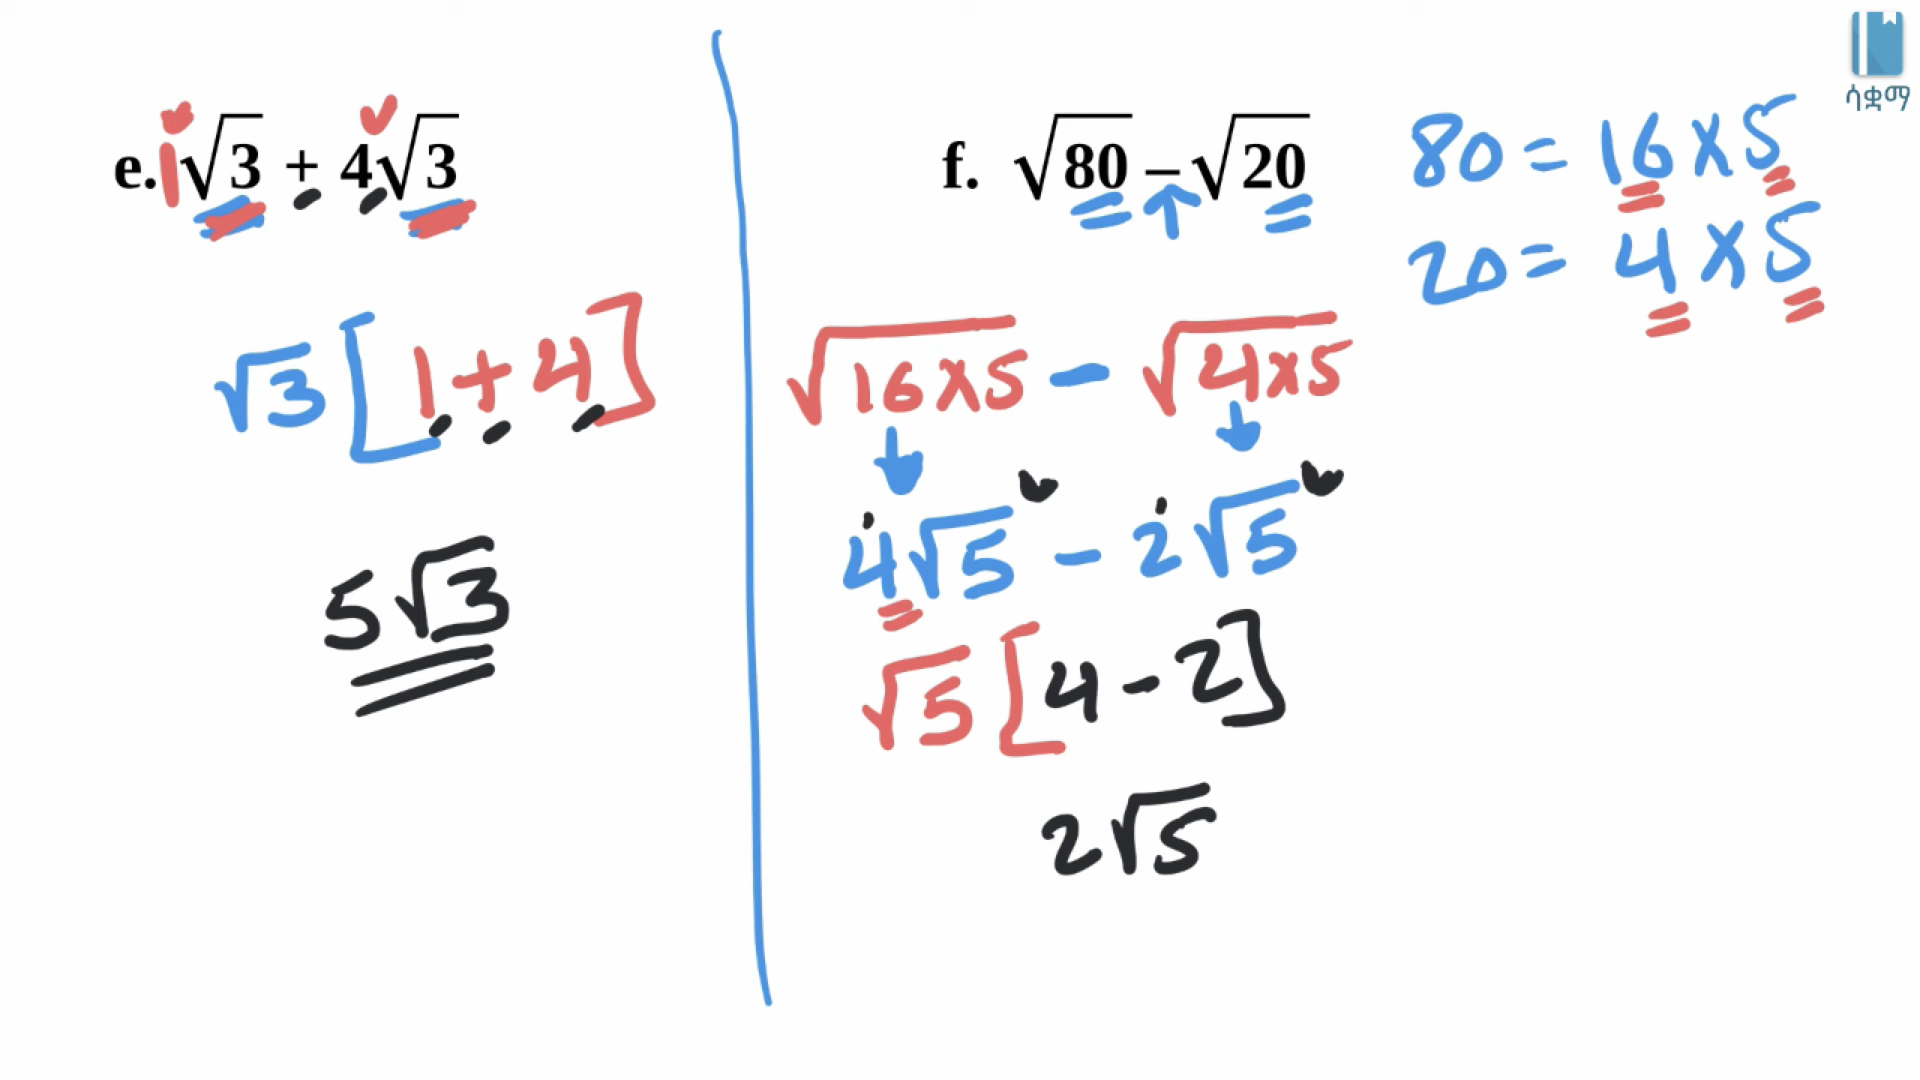 e. 1√3 + 4√3
√3 [1 + 4]
5√3
f. √80 – √20
√16×5 - √4×5
4√5 - 2√5
√5 [4 - 2]
2√5
80 = 16×5
20 = 4×5
ሳቋማ